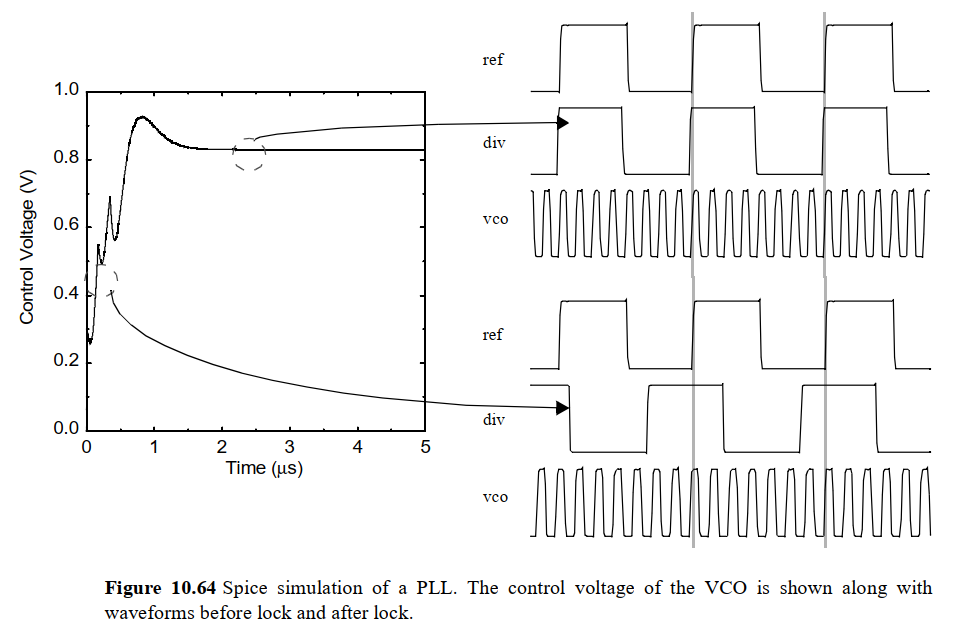 ref
div
vco
1.0
0.8
0.6
0.4
0.2
0.0
Control Voltage (V)
0 1 2 3 4 5
Time (μs)
ref
div
vco
Figure 10.64 Spice simulation of a PLL. The control voltage of the VCO is shown along with
waveforms before lock and after lock.